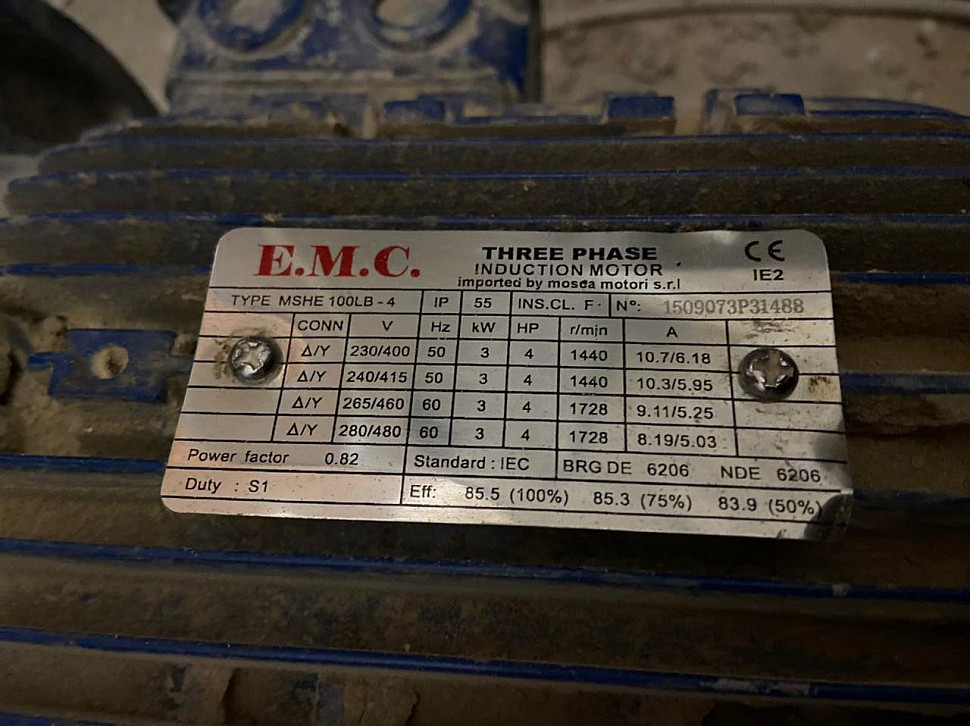 E.M.C.
THREE PHASE
INDUCTION MOTOR
imported by mosca motori s.r.l
CE
IE2
TYPE MSHE 100LB-4 IP 55 INS.CL. F Nº: 1509073P31488
CONN V Hz kW HP r/min A
Δ/Y 230/400 50 3 4 1440 10.7/6.18
Δ/Y 240/415 50 3 4 1440 10.3/5.95
Δ/Y 265/460 60 3 4 1728 9.11/5.25
Δ/Y 280/480 60 3 4 1728 8.19/5.03
Power factor 0.82 Standard : IEC BRG DE 6206 NDE 6206
Duty : S1 Eff: 85.5 (100%) 85.3 (75%) 83.9 (50%)